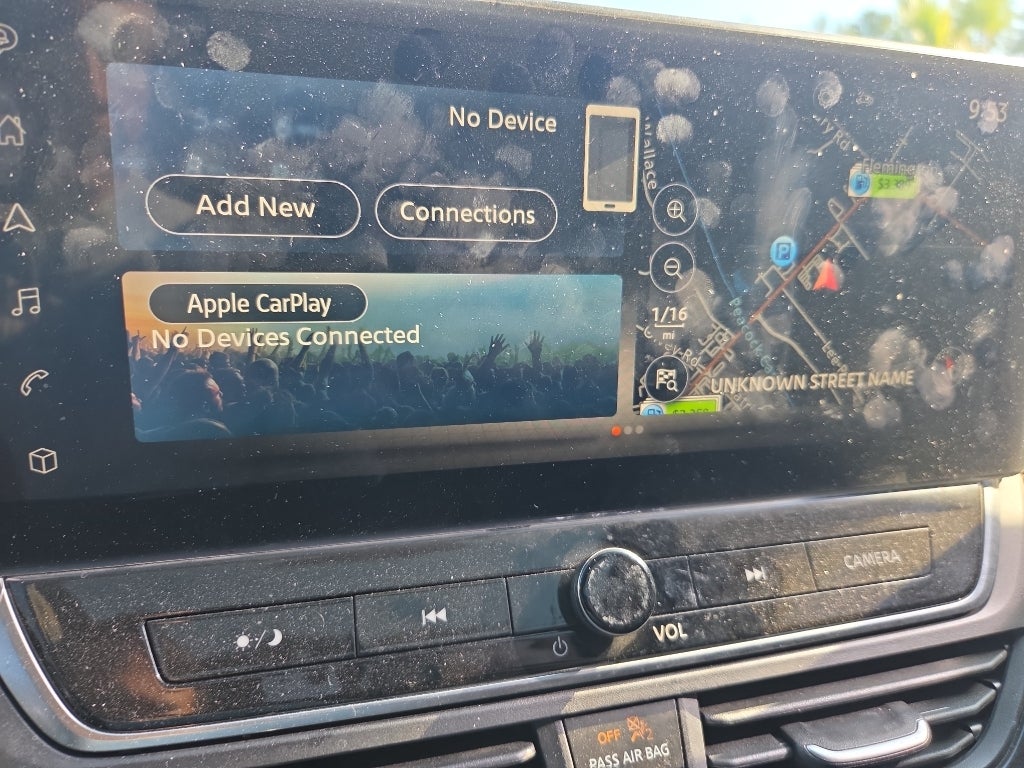 No Device
Add New
Connections
Apple CarPlay
No Devices Connected
9:53
1/16
mi
UNKNOWN STREET NAME
CAMERA
VOL
OFF
PASS AIR BAG